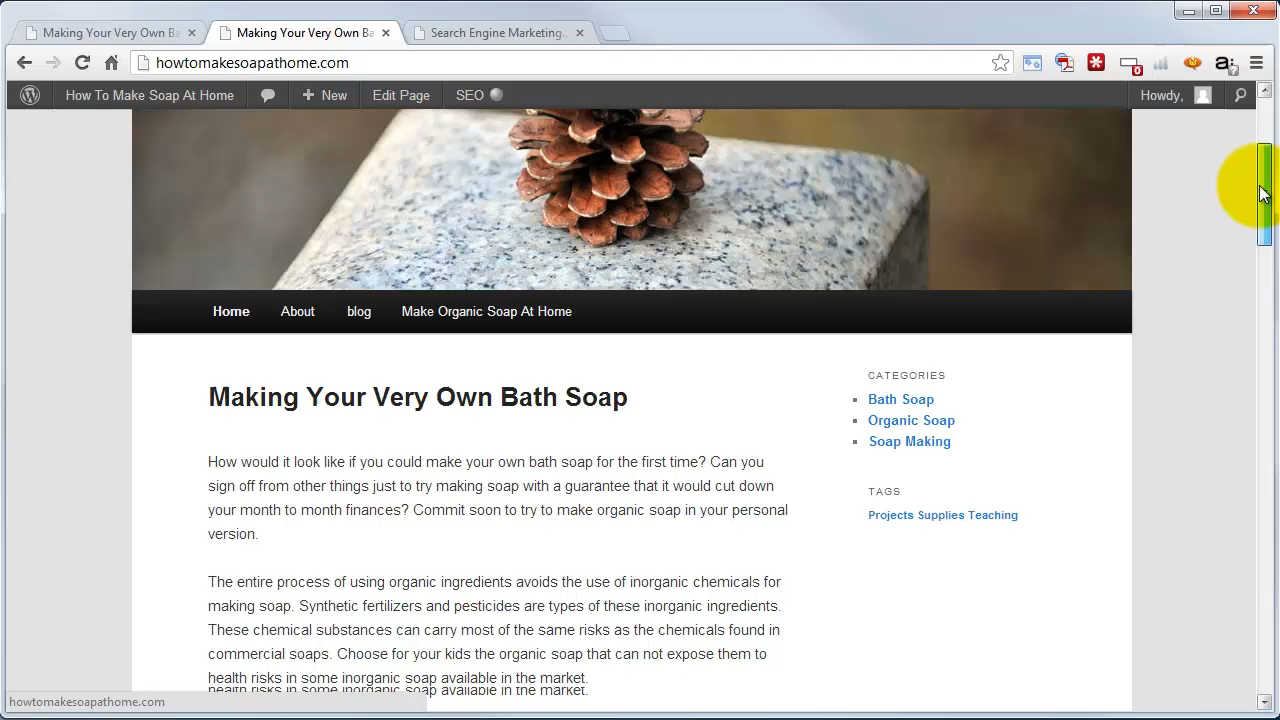 Making Your Very Own Ba
Making Your Very Own Ba
Search Engine Marketing.
howtomakesoapathome.com
0
a:
How To Make Soap At Home
New
Edit Page
SEO
Howdy,
Home
About
blog
Make Organic Soap At Home
Making Your Very Own Bath Soap
How would it look like if you could make your own bath soap for the first time? Can you
sign off from other things just to try making soap with a guarantee that it would cut down
your month to month finances? Commit soon to try to make organic soap in your personal
version.
The entire process of using organic ingredients avoids the use of inorganic chemicals for
making soap. Synthetic fertilizers and pesticides are types of these inorganic ingredients.
These chemical substances can carry most of the same risks as the chemicals found in
commercial soaps. Choose for your kids the organic soap that can not expose them to
health risks in some inorganic soap available in the market.
health risks in some inorganic soap available in the market.
CATEGORIES
Bath Soap
Organic Soap
Soap Making
TAGS
Projects Supplies Teaching
howtomakesoapathome.com